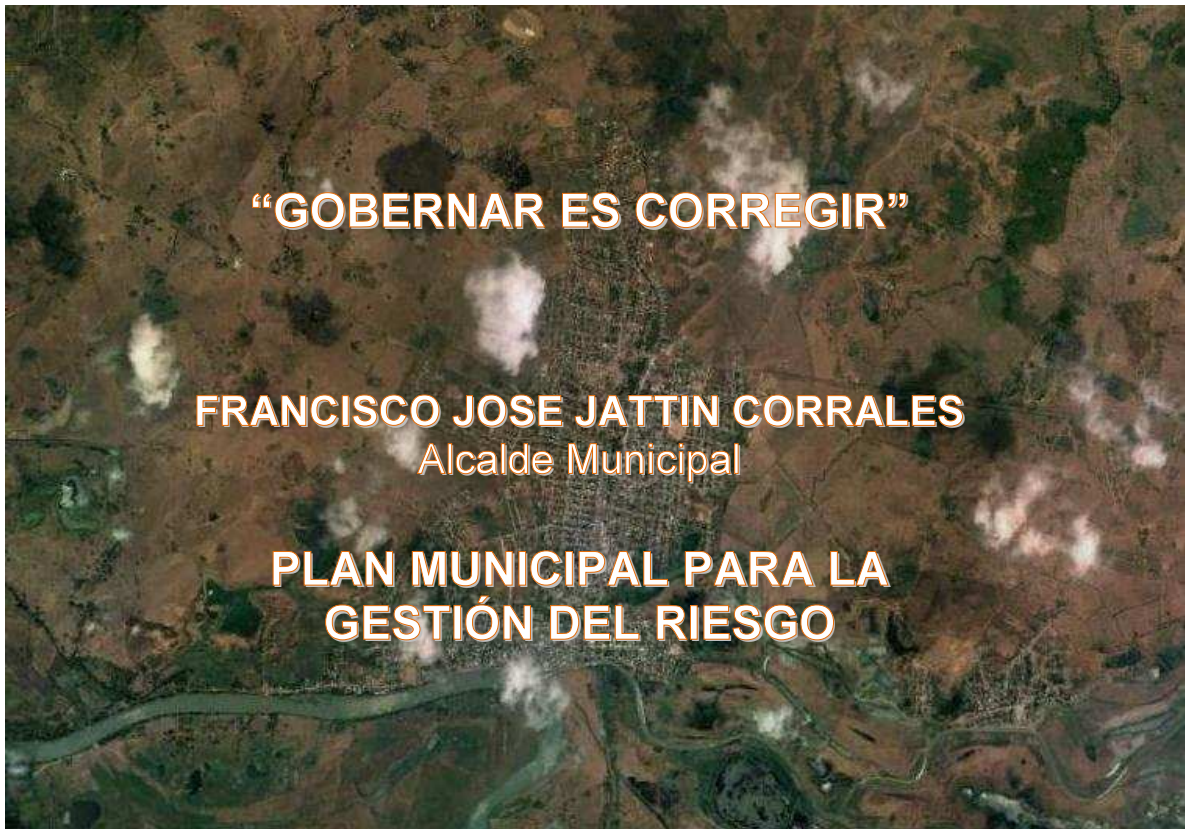 “GOBERNAR ES CORREGIR”
FRANCISCO JOSE JATTIN CORRALES
Alcalde Municipal
PLAN MUNICIPAL PARA LA
GESTIÓN DEL RIESGO